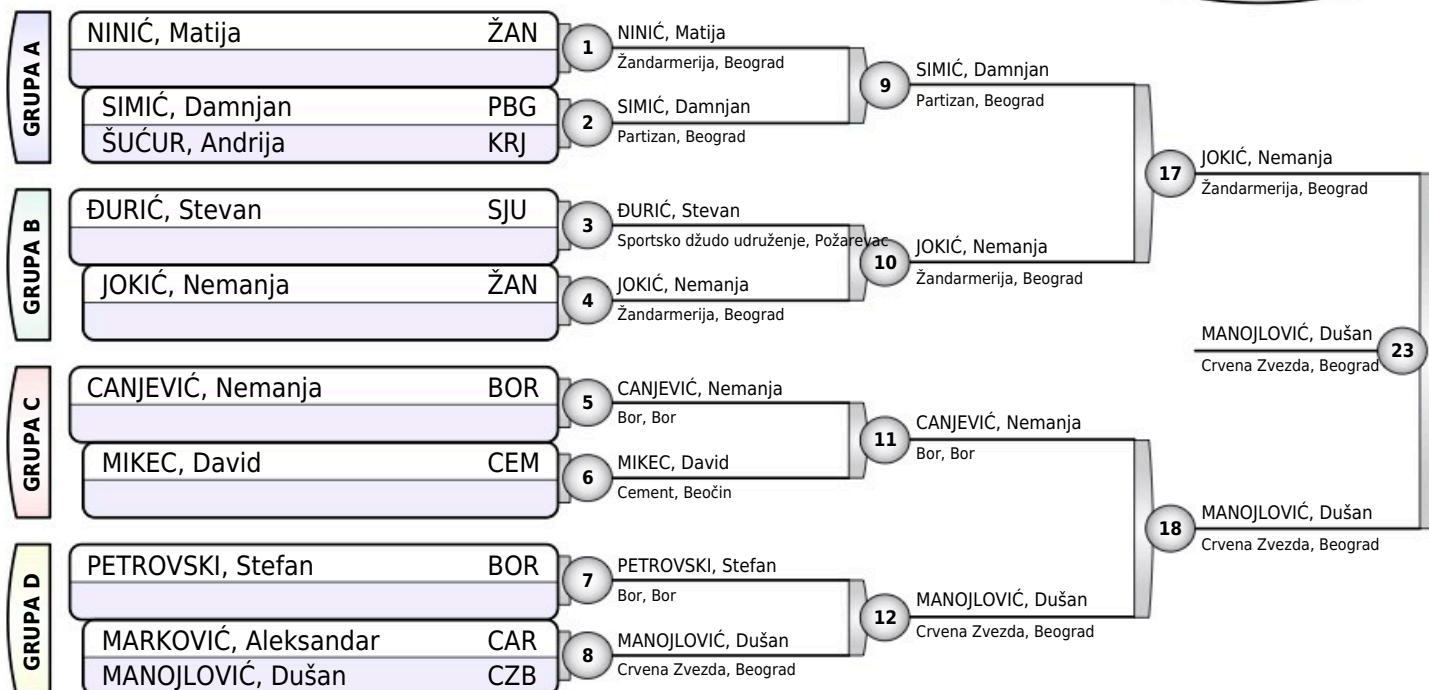 GRUPA A
NINIĆ, Matija ŽAN
SIMIĆ, Damnjan PBG
ŠUĆUR, Andrija KRJ
1
NINIĆ, Matija
Žandarmerija, Beograd
2
SIMIĆ, Damnjan
Partizan, Beograd
9
SIMIĆ, Damnjan
Partizan, Beograd
GRUPA B
ĐURIĆ, Stevan SJU
JOKIĆ, Nemanja ŽAN
3
ĐURIĆ, Stevan
Sportsko džudo udruženje, Požarevac
4
JOKIĆ, Nemanja
Žandarmerija, Beograd
10
JOKIĆ, Nemanja
Žandarmerija, Beograd
17
JOKIĆ, Nemanja
Žandarmerija, Beograd
GRUPA C
CANJEVIĆ, Nemanja BOR
MIKEC, David CEM
5
CANJEVIĆ, Nemanja
Bor, Bor
6
MIKEC, David
Cement, Beočin
11
CANJEVIĆ, Nemanja
Bor, Bor
GRUPA D
PETROVSKI, Stefan BOR
MARKOVIĆ, Aleksandar CAR
MANOJLOVIĆ, Dušan CZB
7
PETROVSKI, Stefan
Bor, Bor
8
MANOJLOVIĆ, Dušan
Crvena Zvezda, Beograd
12
MANOJLOVIĆ, Dušan
Crvena Zvezda, Beograd
18
MANOJLOVIĆ, Dušan
Crvena Zvezda, Beograd
MANOJLOVIĆ, Dušan
Crvena Zvezda, Beograd
23